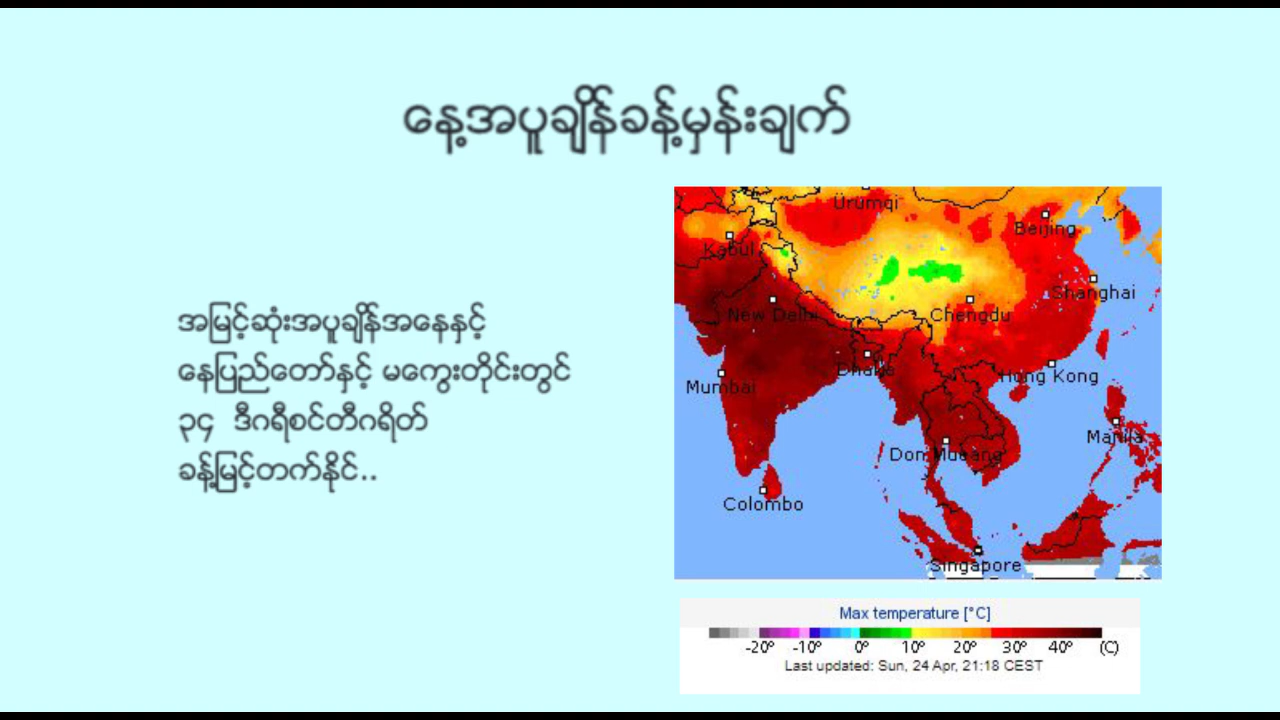 နေ့အပူချိန်ခန့်မှန်းချက်
အမြင့်ဆုံးအပူချိန်အနေနှင့်
နေပြည်တော်နှင့် မကွေးတိုင်းတွင်
၃၄ ဒီဂရီစင်တီဂရိတ်
ခန့်မြင့်တက်နိုင်..
Ürümqi
Beijing
Kabul
Shanghai
New Delhi
Chengdu
Dhaka
Hong Kong
Mumbai
Manila
Don Mueang
Colombo
Singapore
Max temperature [°C]
-20° -10° 0° 10° 20° 30° 40° (C)
Last updated: Sun, 24 Apr, 21:18 CEST